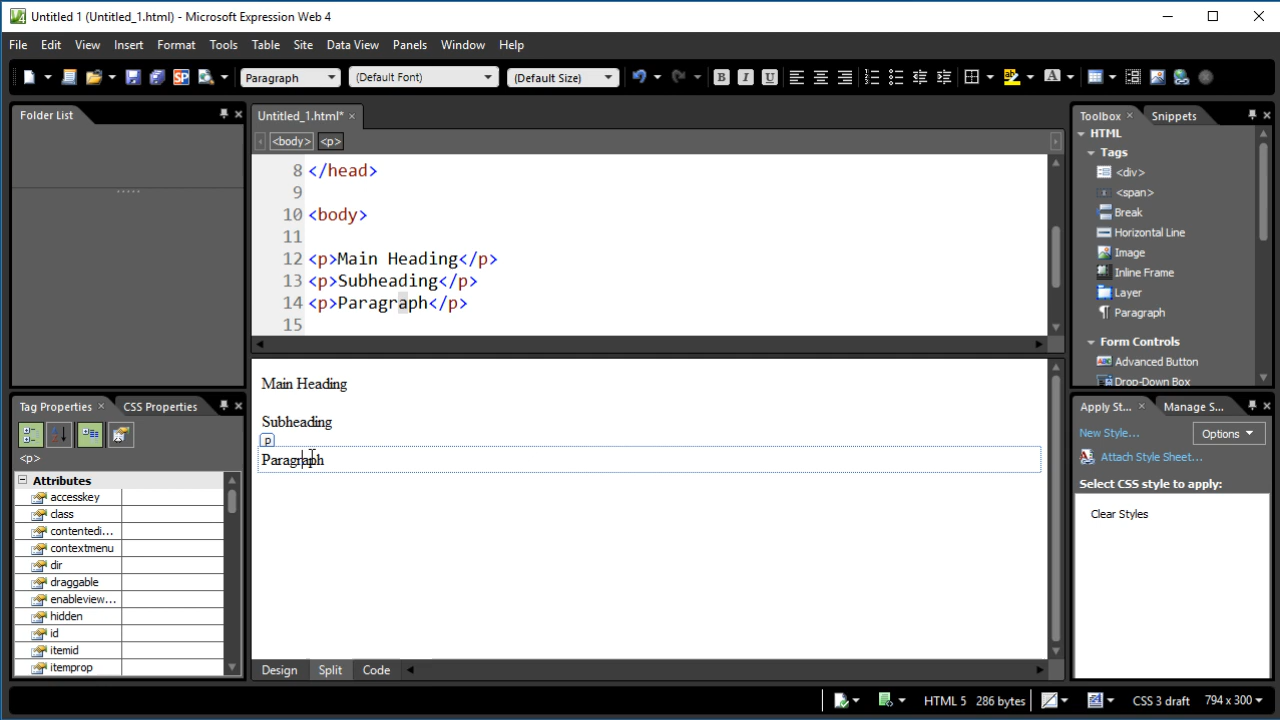 Untitled 1 (Untitled_1.html) - Microsoft Expression Web 4
File Edit View Insert Format Tools Table Site Data View Panels Window Help
SP Paragraph (Default Font) (Default Size) B I U A
Folder List
Untitled_1.html*
<body> <p>
8 </head>
9
10 <body>
11
12 <p>Main Heading</p>
13 <p>Subheading</p>
14 <p>Paragraph</p>
15
Main Heading
Subheading
p
Paragraph
Design Split Code
Tag Properties CSS Properties
<p>
Attributes
accesskey
class
contentedi...
contextmenu
dir
draggable
enableview...
hidden
id
itemid
itemprop
Toolbox Snippets
HTML
Tags
<div>
<span>
Break
Horizontal Line
Image
Inline Frame
Layer
Paragraph
Form Controls
Advanced Button
Drop-Down Box
Apply St... Manage S...
New Style... Options
Attach Style Sheet...
Select CSS style to apply:
Clear Styles
HTML 5 286 bytes CSS 3 draft 794 x 300